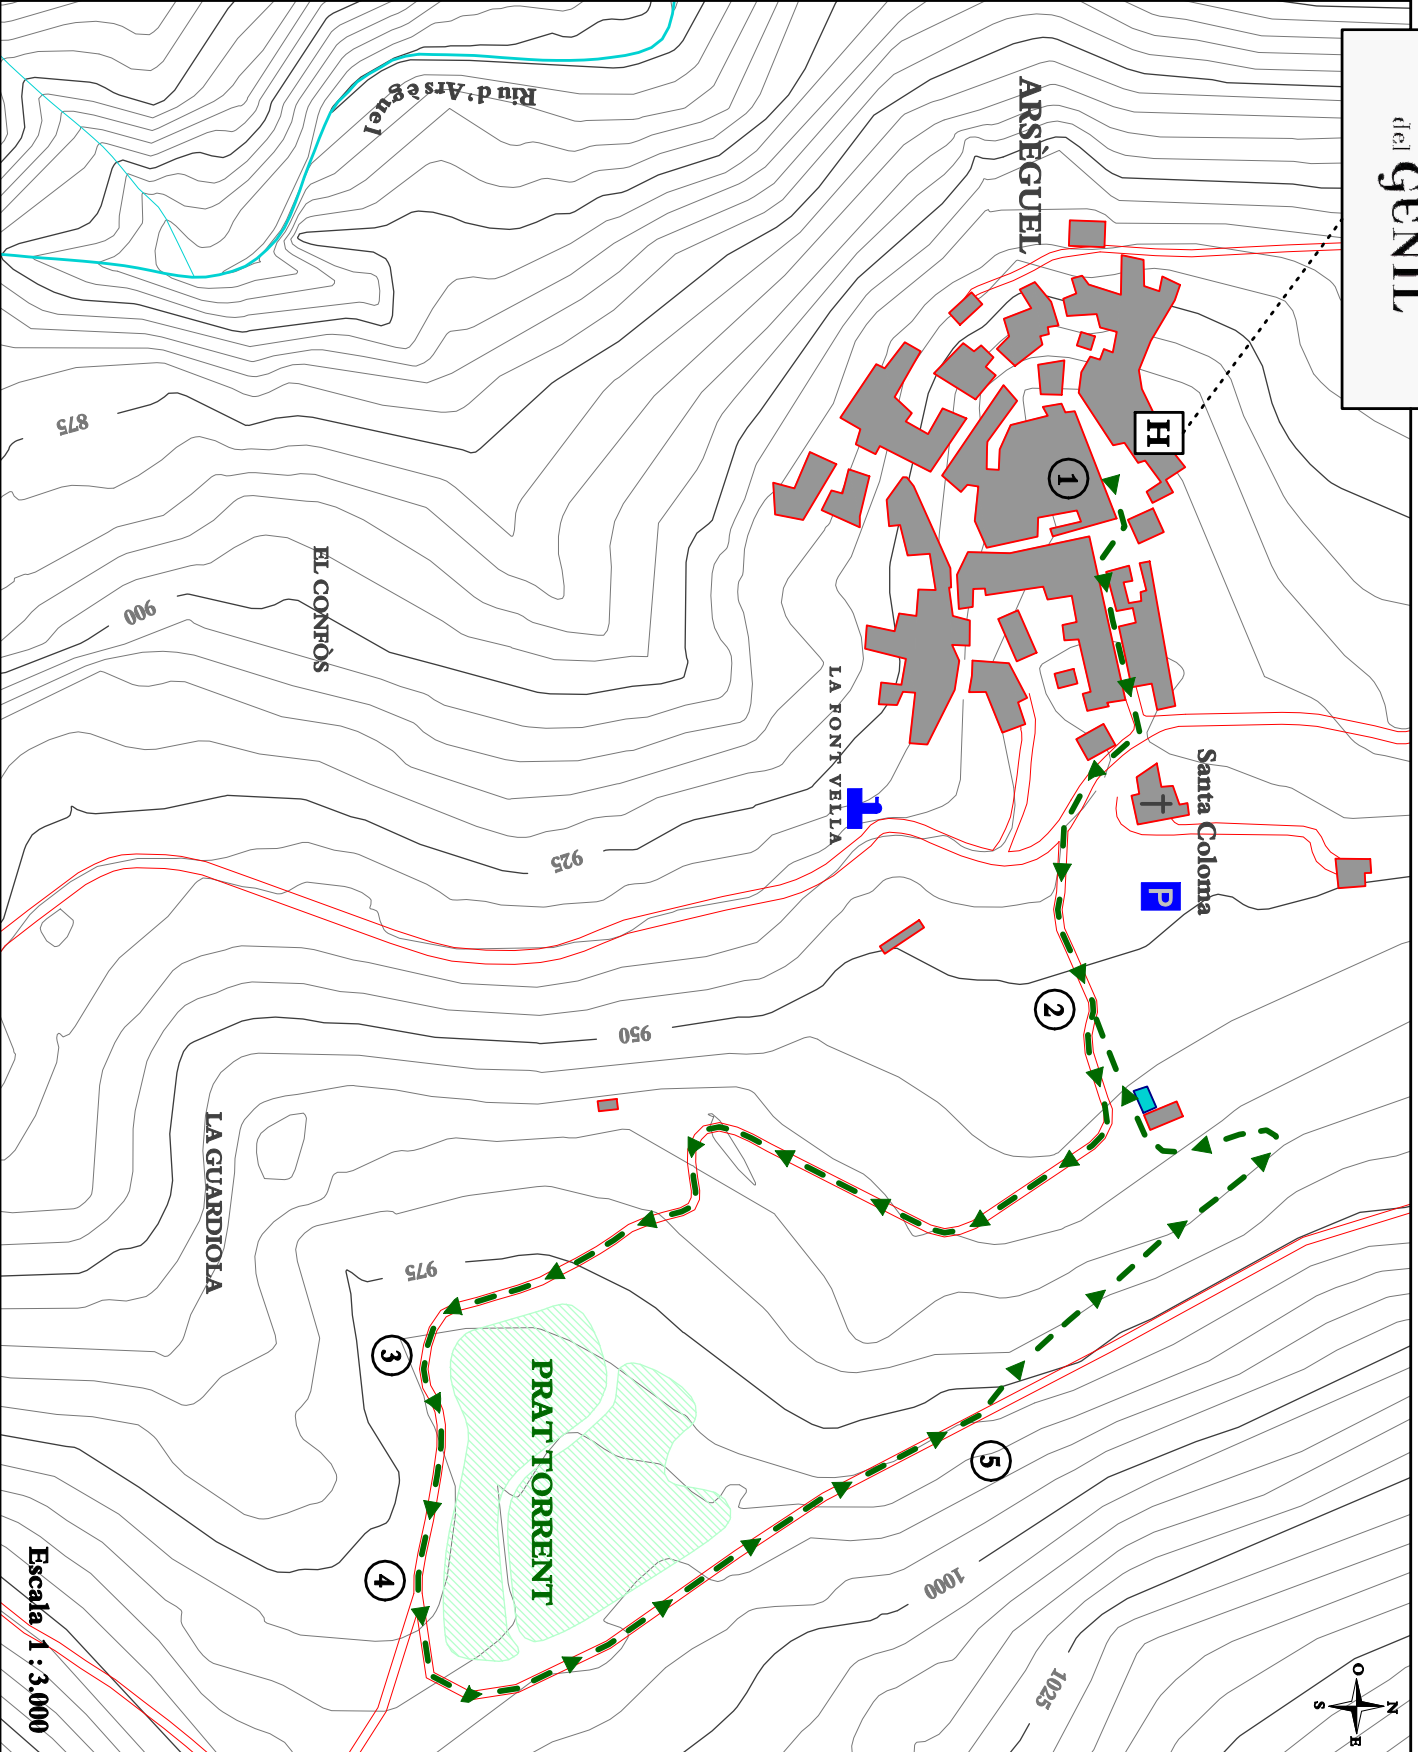 del GENIL
ARSÈGUEL
Riu d'Arsèguel
H
1
875
EL CONFÒS
900
LA FONT VELLA
Santa Coloma
P
925
950
2
LA GUARDIOLA
975
3
PRAT TORRENT
4
5
1000
1025
Escala 1 : 3.000
N
O
E
S